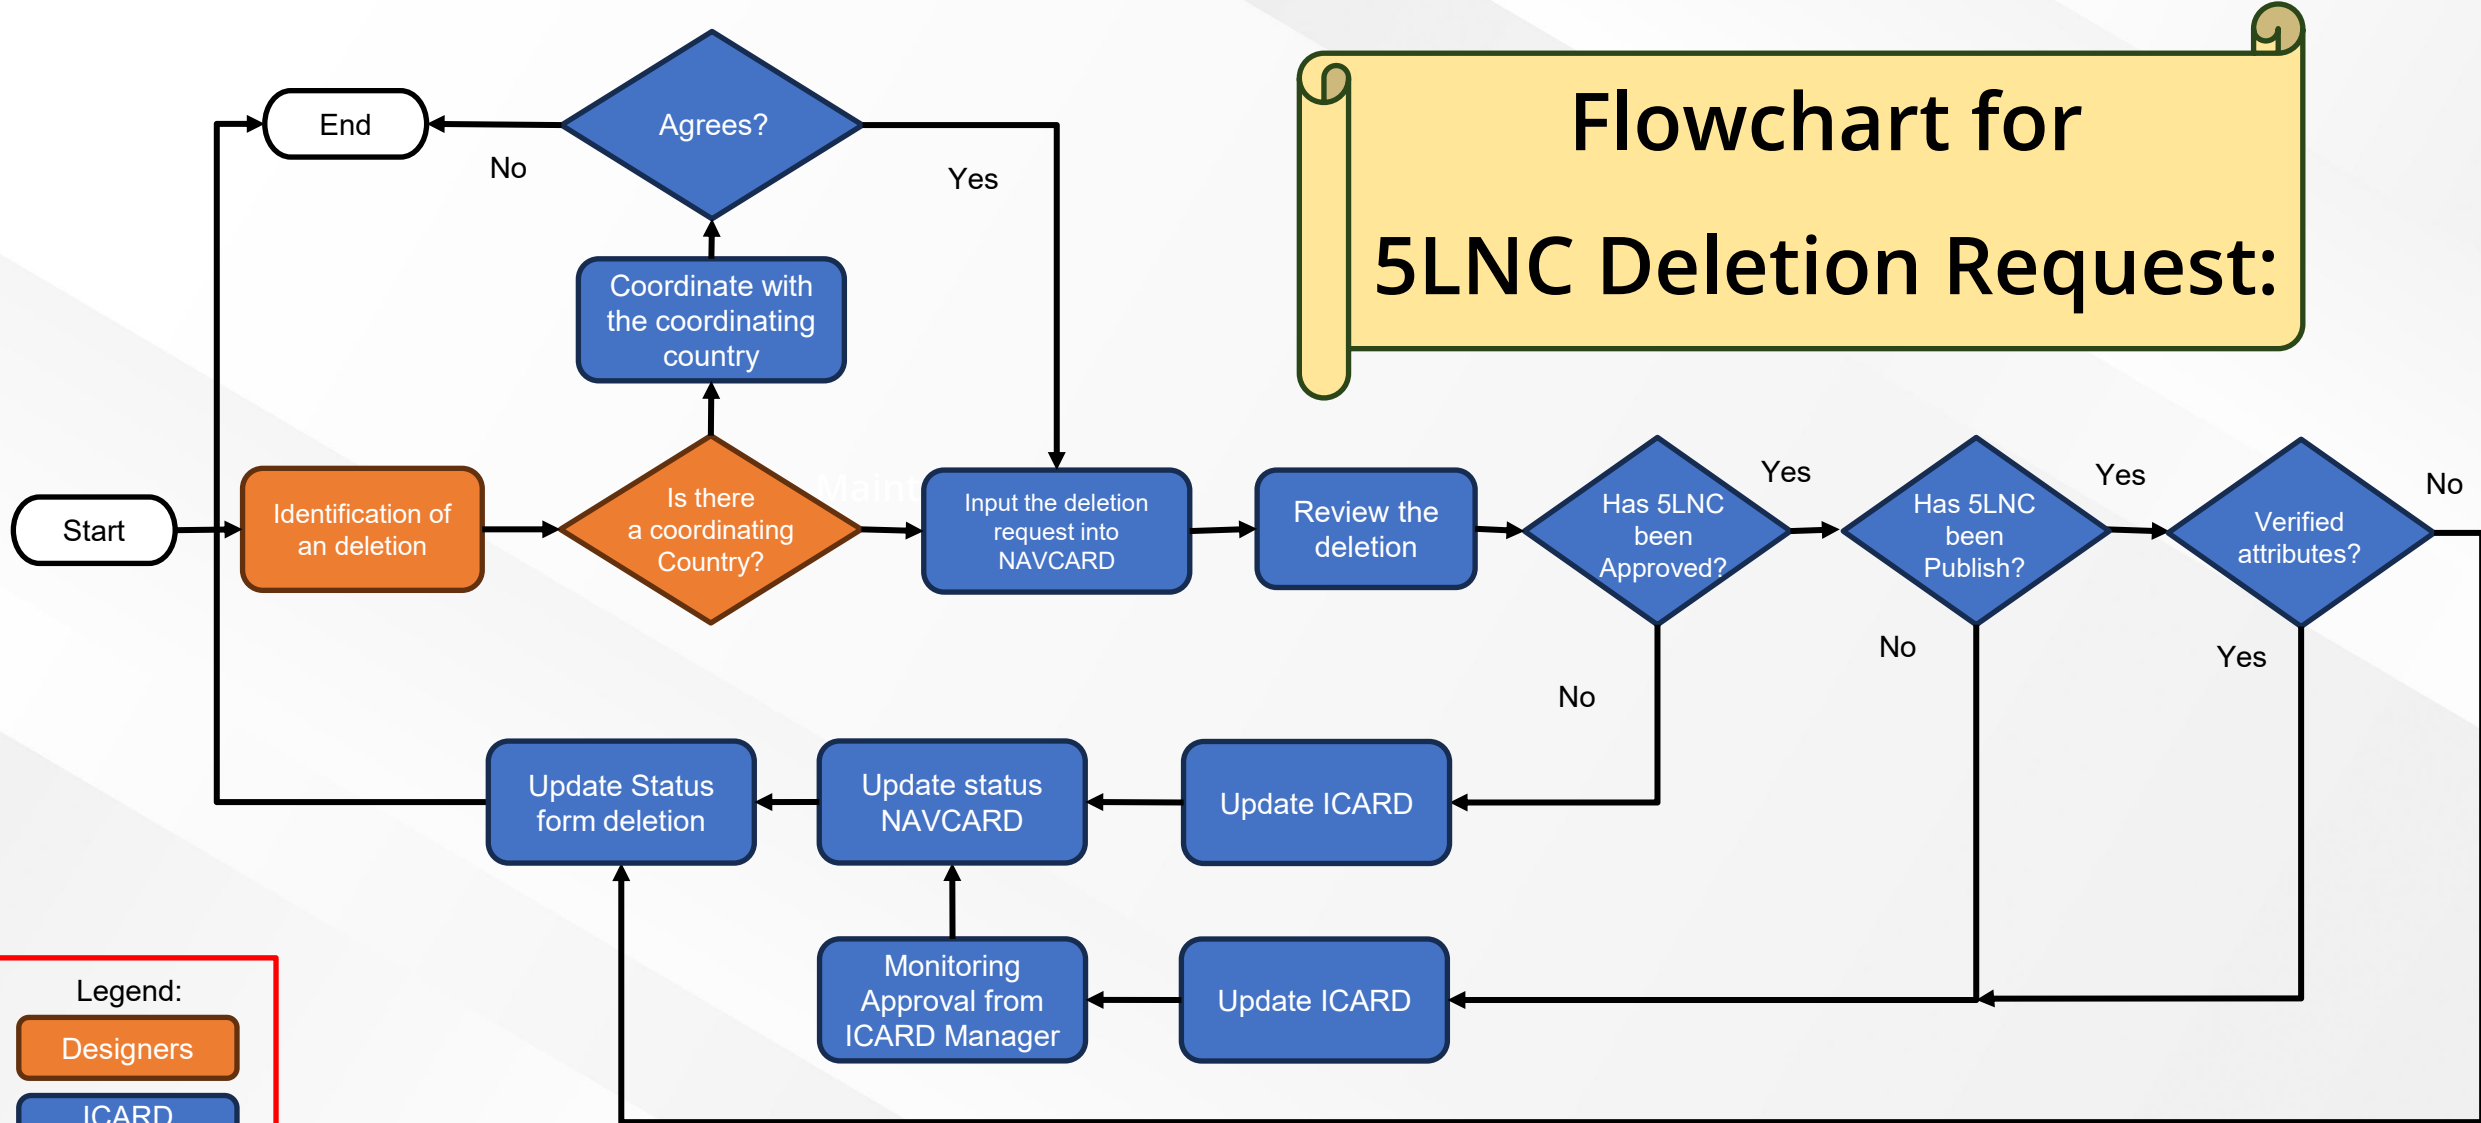 Flowchart for
5LNC Deletion Request:
End
Agrees?
No
Yes
Coordinate with
the coordinating
country
Start
Identification of
an deletion
Is there
a coordinating
Country?
Maint
Input the deletion
request into
NAVCARD
Review the
deletion
Has 5LNC
been
Approved?
Yes
Has 5LNC
been
Publish?
Yes
Verified
attributes?
No
No
No
Yes
Update Status
form deletion
Update status
NAVCARD
Update ICARD
Monitoring
Approval from
ICARD Manager
Update ICARD
Legend:
Designers
ICARD